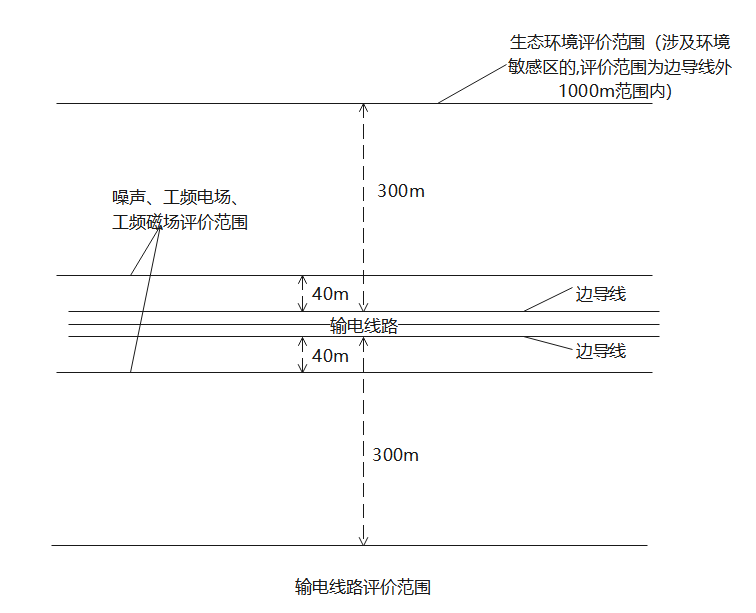 生态环境评价范围（涉及环境
敏感区的,评价范围为边导线外
1000m范围内）
300m
噪声、工频电场、
工频磁场评价范围
40m
边导线
输电线路
40m
边导线
300m
输电线路评价范围